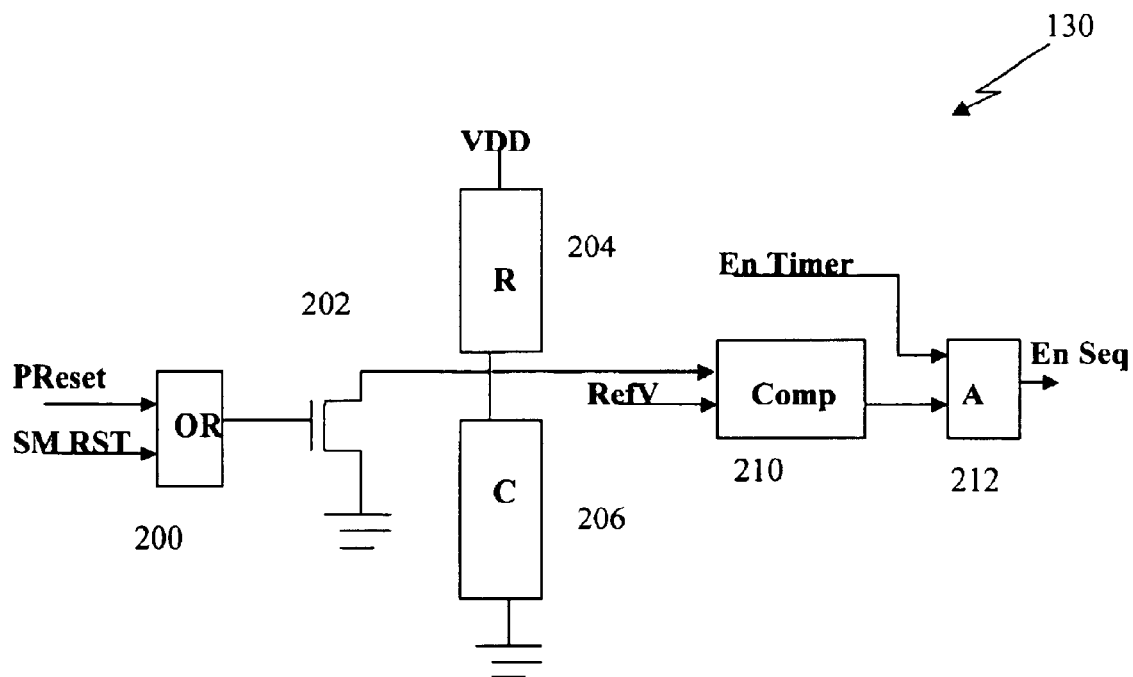 130
VDD
204
R
En Timer
202
En Seq
PReset
RefV
Comp
A
OR
SM RST
210
212
C
206
200